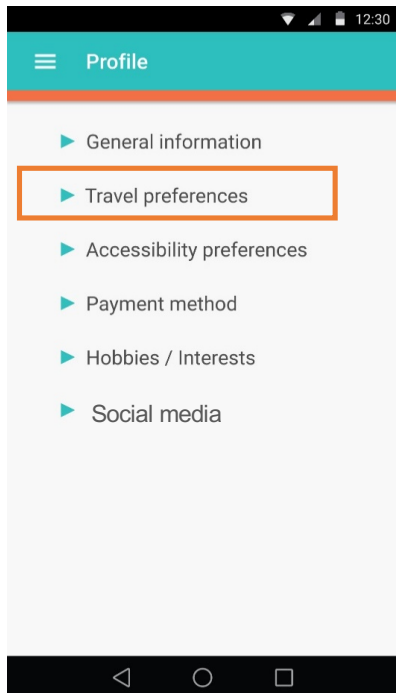 12:30
Profile
General information
Travel preferences
Accessibility preferences
Payment method
Hobbies / Interests
Social media